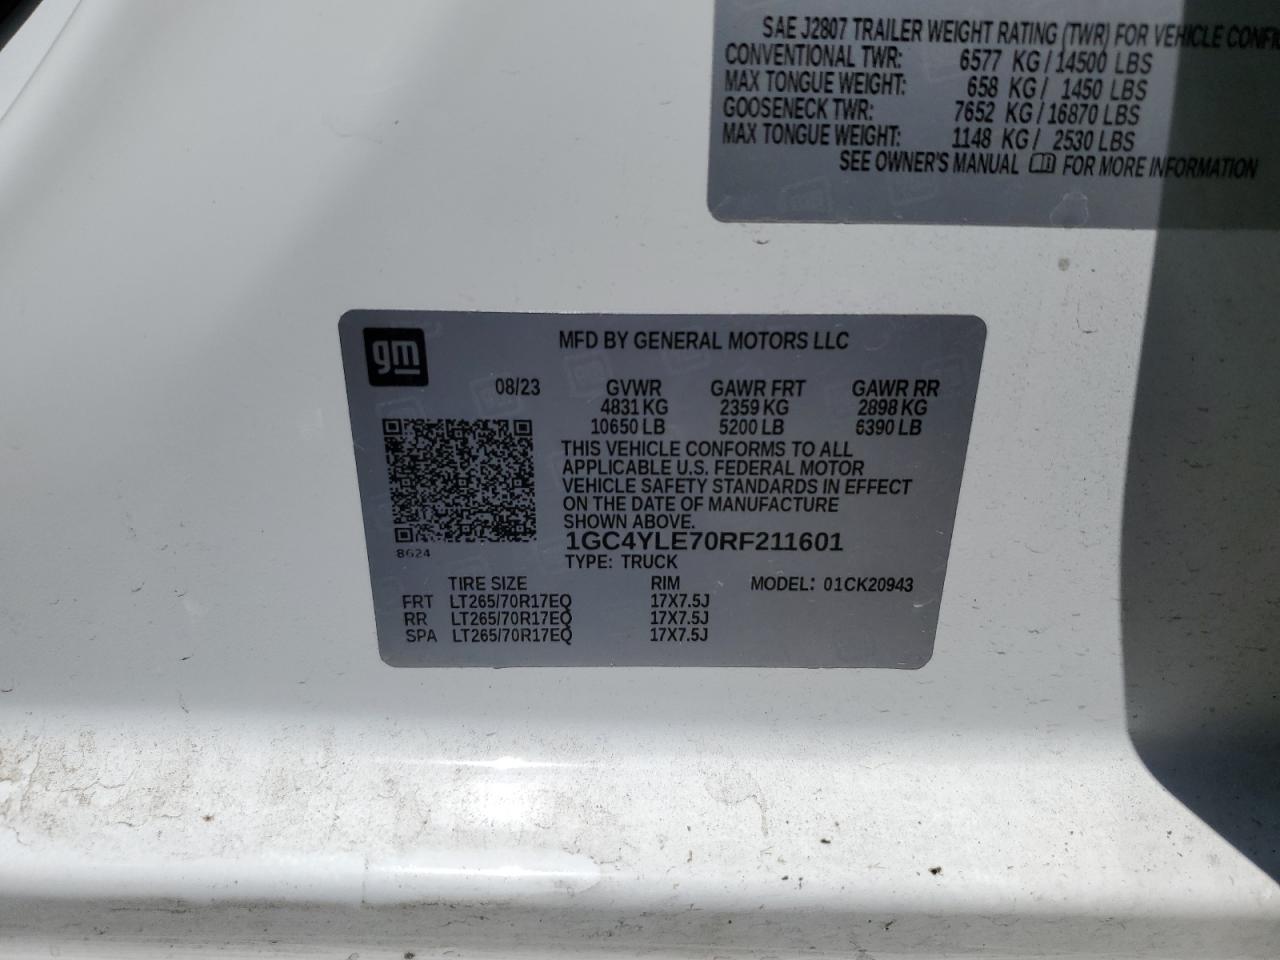 SAE J2807 TRAILER WEIGHT RATING (TWR) FOR VEHICLE
CONVENTIONAL TWR: 6577 KG / 14500 LBS
MAX TONGUE WEIGHT: 658 KG / 1450 LBS
GOOSENECK TWR: 7652 KG / 16870 LBS
MAX TONGUE WEIGHT: 1148 KG / 2530 LBS
SEE OWNER'S MANUAL FOR MORE INFORMATION
gm
MFD BY GENERAL MOTORS LLC
08/23 GVWR GAWR FRT GAWR RR
4831 KG 2359 KG 2898 KG
10650 LB 5200 LB 6390 LB
THIS VEHICLE CONFORMS TO ALL
APPLICABLE U.S. FEDERAL MOTOR
VEHICLE SAFETY STANDARDS IN EFFECT
ON THE DATE OF MANUFACTURE
SHOWN ABOVE.
1GC4YLE70RF211601
8624
TYPE: TRUCK
TIRE SIZE RIM MODEL: 01CK20943
FRT LT265/70R17EQ 17X7.5J
RR LT265/70R17EQ 17X7.5J
SPA LT265/70R17EQ 17X7.5J